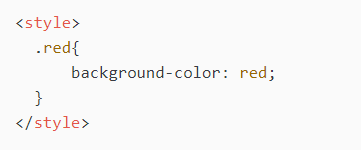 <style>
  .red{
      background-color: red;
  }
</style>